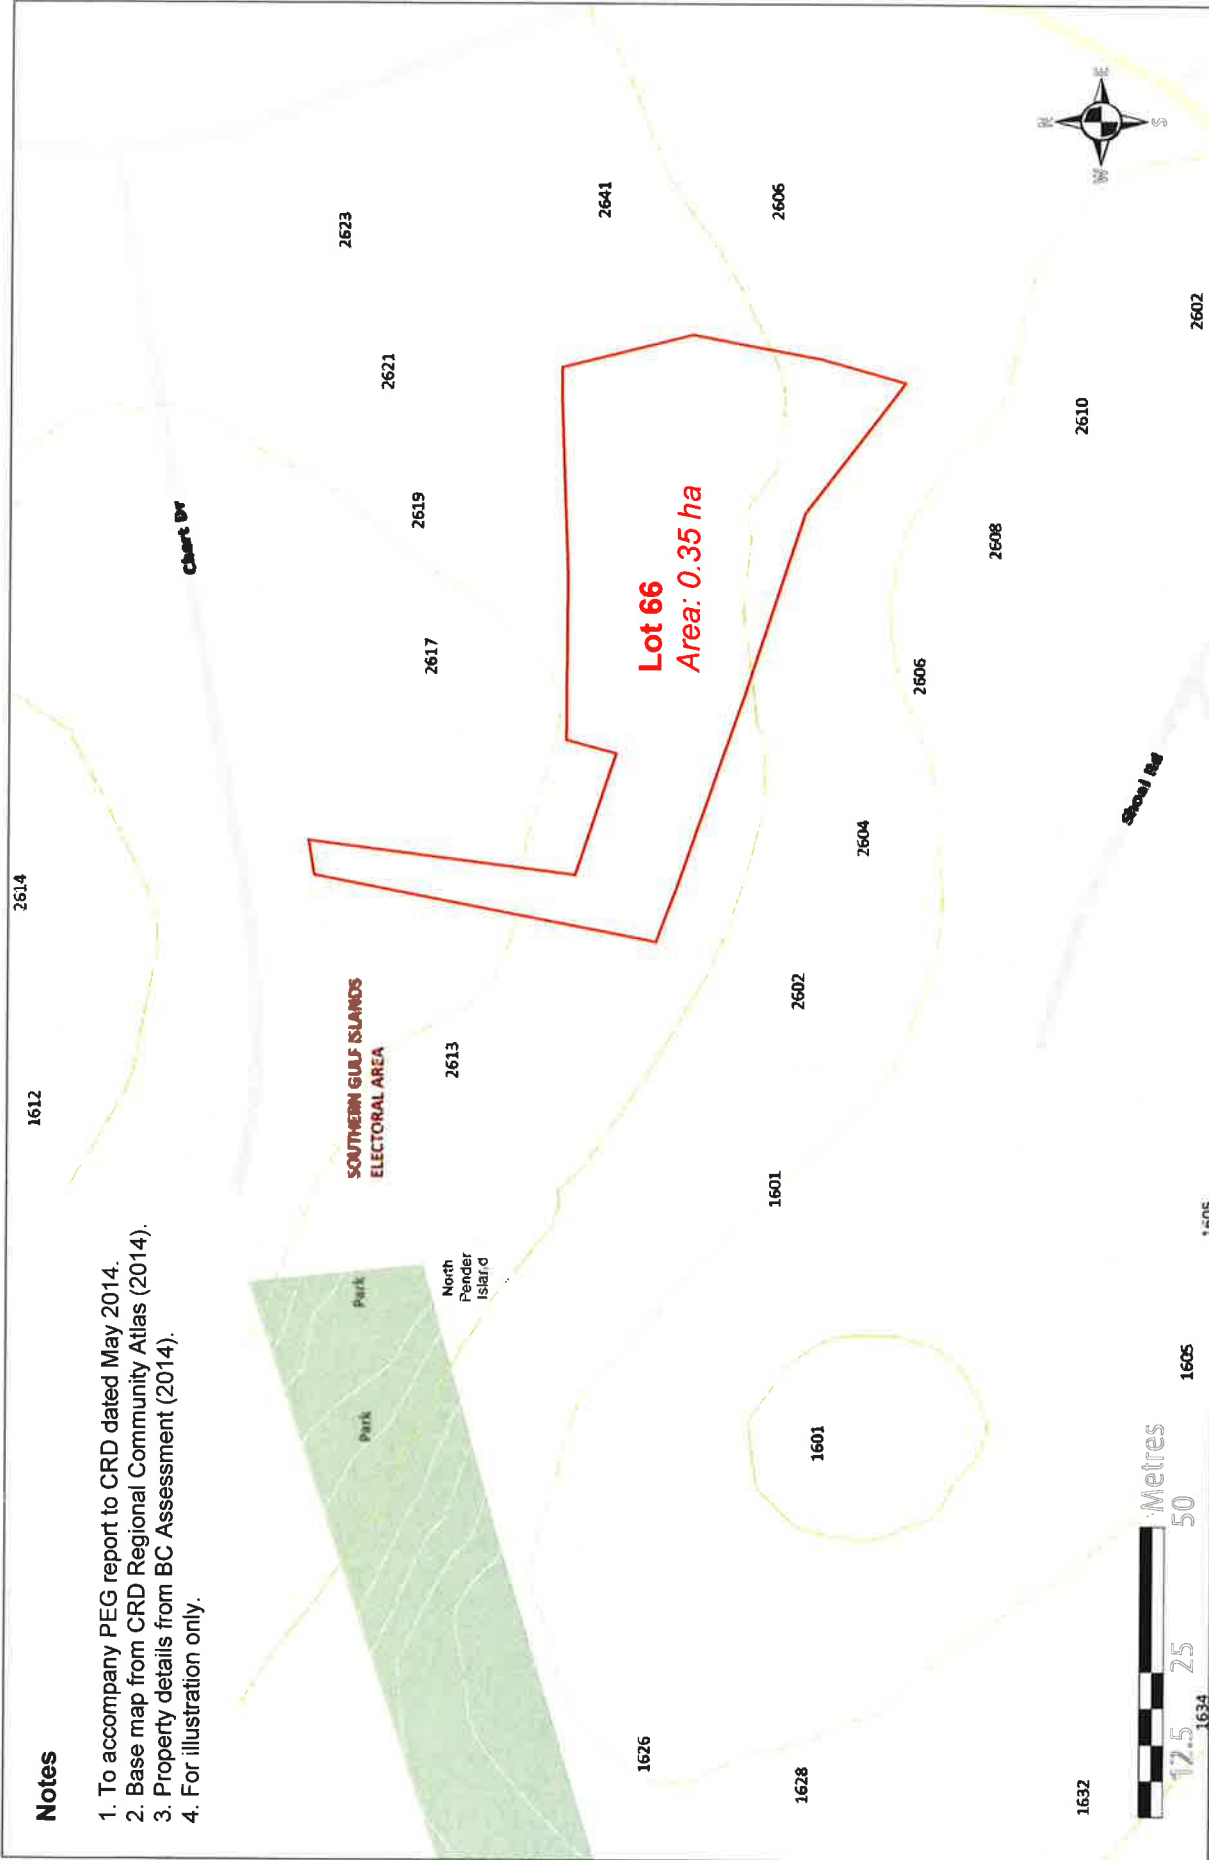 Notes
1. To accompany PEG report to CRD dated May 2014.
2. Base map from CRD Regional Community Atlas (2014).
3. Property details from BC Assessment (2014).
4. For illustration only.
1612
2614
Chart Dr
2623
2621
2619
2617
2641
2606
SOUTHERN GULF ISLANDS
ELECTORAL AREA
2613
Park
Park
North
Pender
Island
Lot 66
Area: 0.35 ha
N
E
S
W
1601
2602
2604
2606
2608
2610
2602
1601
Shoal Rd
1626
1628
1632
1634
1605
1605
Metres
12.5 25 50